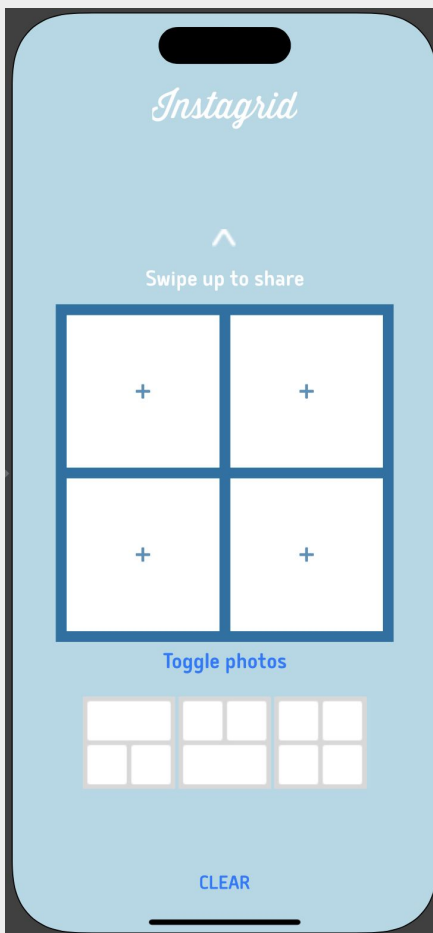 Instagrid
Swipe up to share
+ +
+ +
Toggle photos
CLEAR